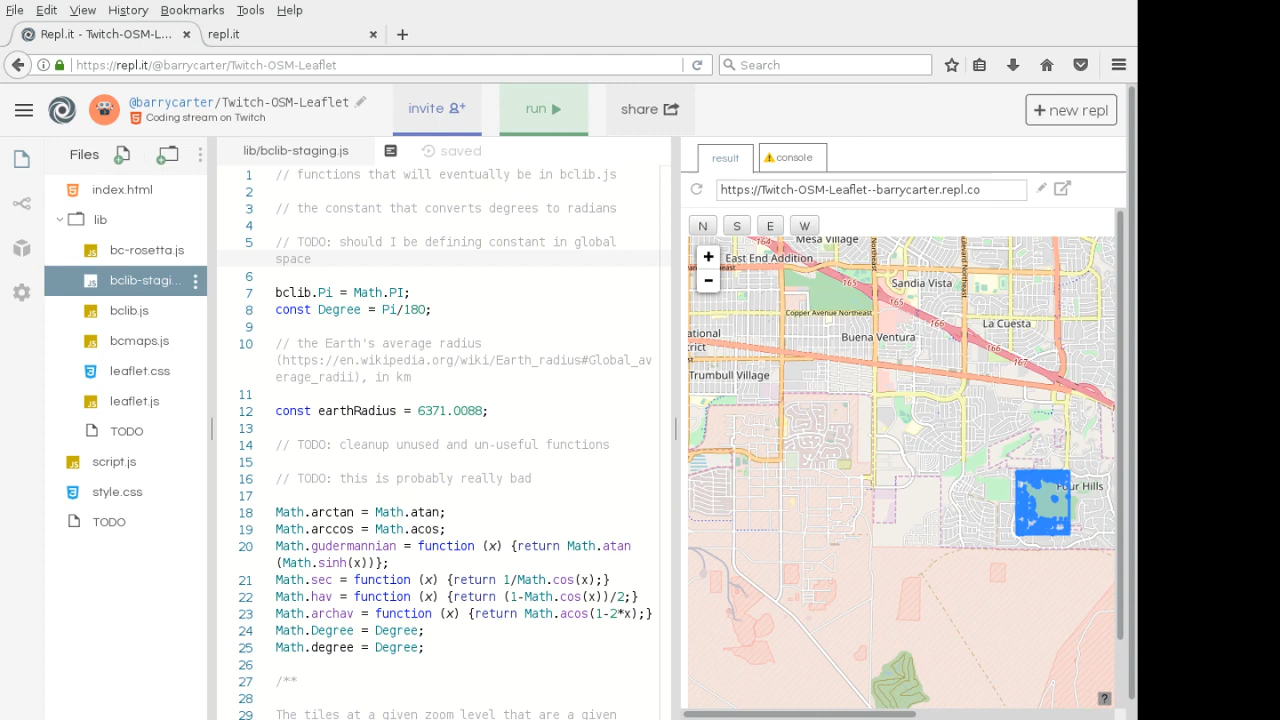 File Edit View History Bookmarks Tools Help
Repl.it - Twitch-OSM-L... × repl.it × +
https://repl.it/@barrycarter/Twitch-OSM-Leaflet Search
@barrycarter/Twitch-OSM-Leaflet
Coding stream on Twitch
invite run share + new repl
Files
index.html
lib
bc-rosetta.js
bclib-stagi...
bclib.js
bcmaps.js
leaflet.css
leaflet.js
TODO
script.js
style.css
TODO
lib/bclib-staging.js saved
1 // functions that will eventually be in bclib.js
2
3 // the constant that converts degrees to radians
4
5 // TODO: should I be defining constant in global
space
6
7 bclib.Pi = Math.PI;
8 const Degree = Pi/180;
9
10 // the Earth's average radius
(https://en.wikipedia.org/wiki/Earth_radius#Global_av
erage_radii), in km
11
12 const earthRadius = 6371.0088;
13
14 // TODO: cleanup unused and un-useful functions
15
16 // TODO: this is probably really bad
17
18 Math.arctan = Math.atan;
19 Math.arccos = Math.acos;
20 Math.gudermannian = function (x) {return Math.atan
(Math.sinh(x))};
21 Math.sec = function (x) {return 1/Math.cos(x);}
22 Math.hav = function (x) {return (1-Math.cos(x))/2;}
23 Math.archav = function (x) {return Math.acos(1-2*x);}
24 Math.Degree = Degree;
25 Math.degree = Degree;
26
27 /**
28
29 The tiles at a given zoom level that are a given
result console
https://Twitch-OSM-Leaflet--barrycarter.repl.co
N S E W
+
−
164 Mesa Village
East End Addition
165 Sandia Vista
165
Copper Avenue Northeast
166
166
167
La Cuesta
Buena Ventura
ational
rict
Trumbull Village
Four Hills
?